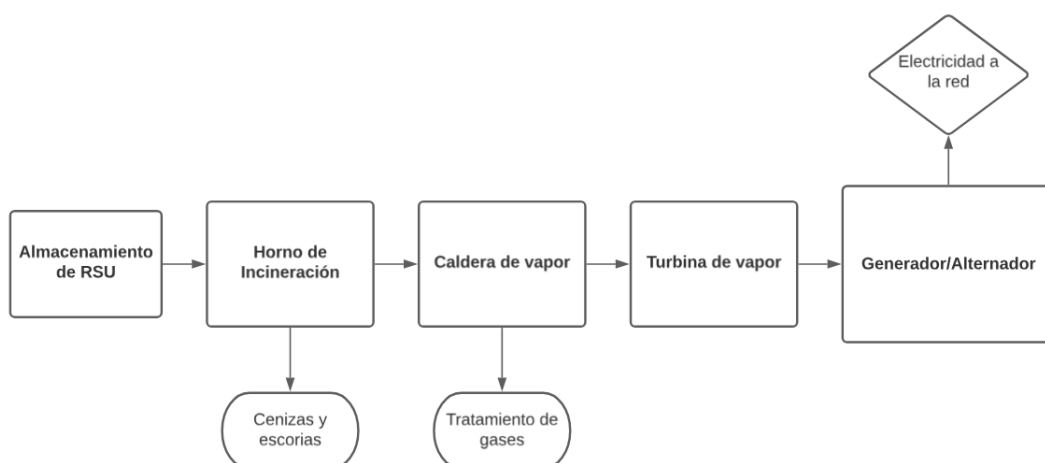 Electricidad a
la red
Almacenamiento
de RSU
Horno de
Incineración
Caldera de vapor
Turbina de vapor
Generador/Alternador
Cenizas y
escorias
Tratamiento de
gases